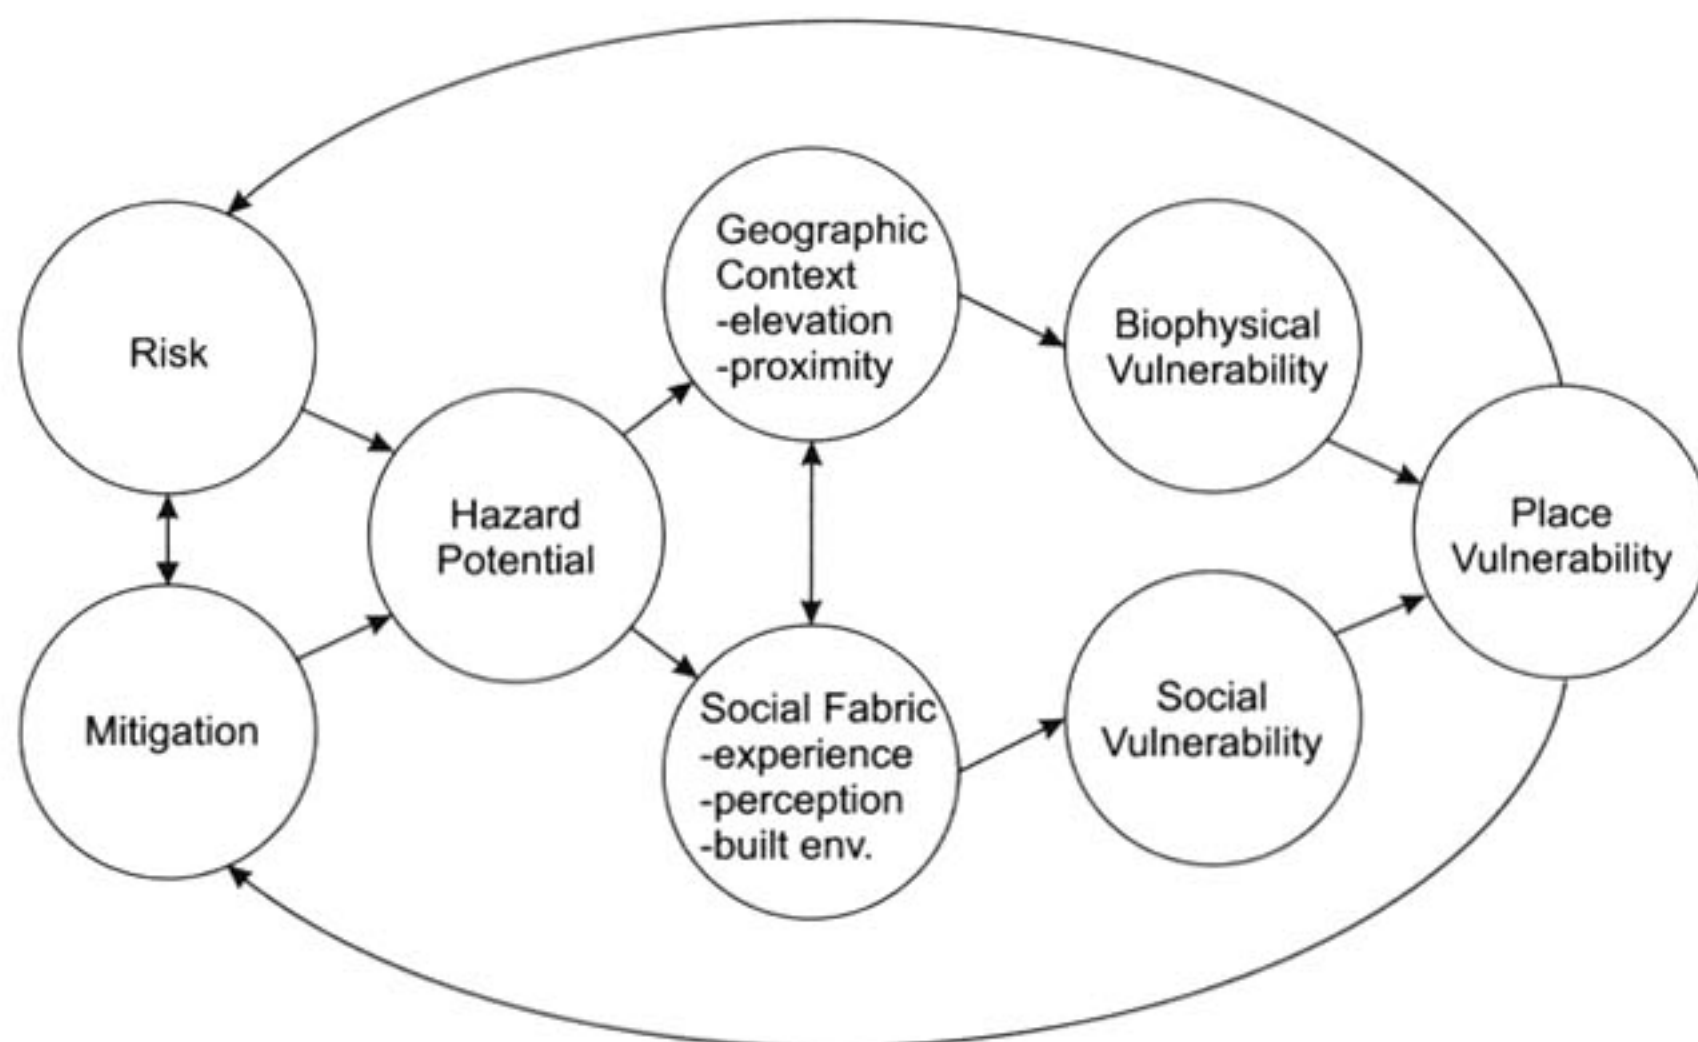 Risk
Mitigation
Hazard
Potential
Geographic
Context
-elevation
-proximity
Social Fabric
-experience
-perception
-built env.
Biophysical
Vulnerability
Social
Vulnerability
Place
Vulnerability